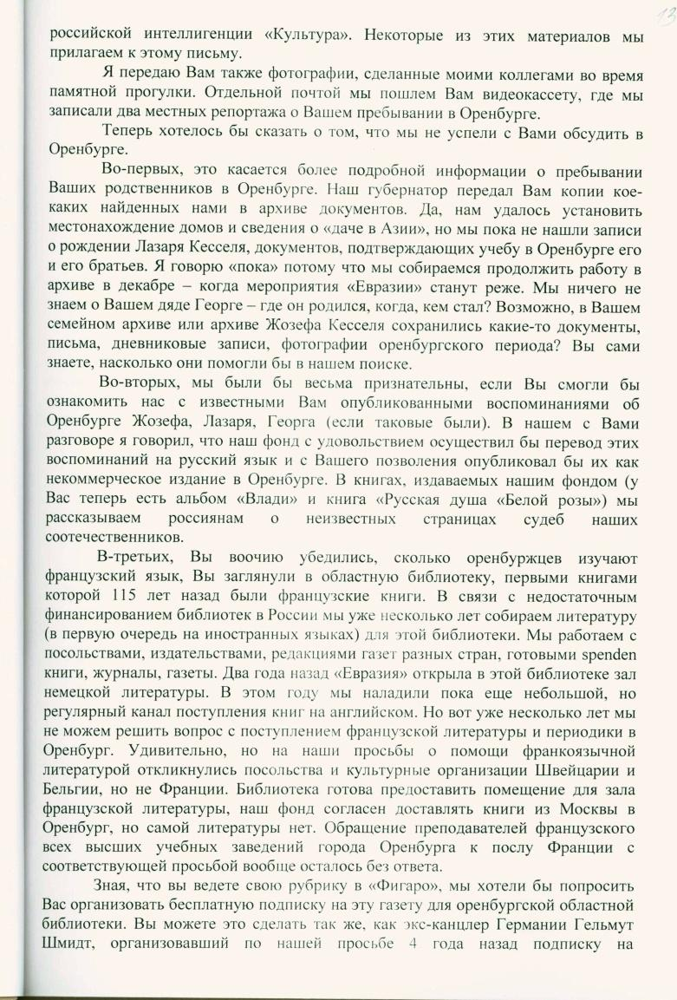 13
российской интеллигенции «Культура». Некоторые из этих материалов мы
прилагаем к этому письму.
Я передаю Вам также фотографии, сделанные моими коллегами во время
памятной прогулки. Отдельной почтой мы пошлем Вам видеокассету, где мы
записали два местных репортажа о Вашем пребывании в Оренбурге.
Теперь хотелось бы сказать о том, что мы не успели с Вами обсудить в
Оренбурге.
Во-первых, это касается более подробной информации о пребывании
Ваших родственников в Оренбурге. Наш губернатор передал Вам копии кое-
каких найденных нами в архиве документов. Да, нам удалось установить
местонахождение домов и сведения о «даче в Азии», но мы пока не нашли записи
о рождении Лазаря Кесселя, документов, подтверждающих учебу в Оренбурге его
и его братьев. Я говорю «пока» потому что мы собираемся продолжить работу в
архиве в декабре – когда мероприятия «Евразии» станут реже. Мы ничего не
знаем о Вашем дяде Георге – где он родился, когда, кем стал? Возможно, в Вашем
семейном архиве или архиве Жозефа Кесселя сохранились какие-то документы,
письма, дневниковые записи, фотографии оренбургского периода? Вы сами
знаете, насколько они помогли бы в нашем поиске.
Во-вторых, мы были бы весьма признательны, если Вы смогли бы
ознакомить нас с известными Вам опубликованными воспоминаниями об
Оренбурге Жозефа, Лазаря, Георга (если таковые были). В нашем с Вами
разговоре я говорил, что наш фонд с удовольствием осуществил бы перевод этих
воспоминаний на русский язык и с Вашего позволения опубликовал бы их как
некоммерческое издание в Оренбурге. В книгах, издаваемых нашим фондом (у
Вас теперь есть альбом «Влади» и книга «Русская душа «Белой розы») мы
рассказываем россиянам о неизвестных страницах судеб наших
соотечественников.
В-третьих, Вы воочию убедились, сколько оренбуржцев изучают
французский язык, Вы заглянули в областную библиотеку, первыми книгами
которой 115 лет назад были французские книги. В связи с недостаточным
финансированием библиотек в России мы уже несколько лет собираем литературу
(в первую очередь на иностранных языках) для этой библиотеки. Мы работаем с
посольствами, издательствами, редакциями газет разных стран, готовыми spenden
книги, журналы, газеты. Два года назад «Евразия» открыла в этой библиотеке зал
немецкой литературы. В этом году мы наладили пока еще небольшой, но
регулярный канал поступления книг на английском. Но вот уже несколько лет мы
не можем решить вопрос с поступлением французской литературы и периодики в
Оренбург. Удивительно, но на наши просьбы о помощи франкоязычной
литературой откликнулись посольства и культурные организации Швейцарии и
Бельгии, но не Франции. Библиотека готова предоставить помещение для зала
французской литературы, наш фонд согласен доставлять книги из Москвы в
Оренбург, но самой литературы нет. Обращение преподавателей французского
всех высших учебных заведений города Оренбурга к послу Франции с
соответствующей просьбой вообще осталось без ответа.
Зная, что вы ведете свою рубрику в «Фигаро», мы хотели бы попросить
Вас организовать бесплатную подписку на эту газету для оренбургской областной
библиотеки. Вы можете это сделать так же, как экс-канцлер Германии Гельмут
Шмидт, организовавший по нашей просьбе 4 года назад подписку на